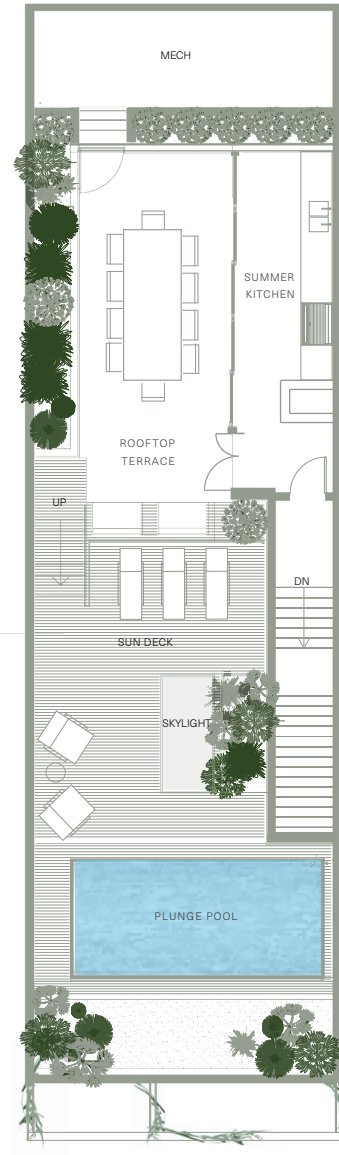 MECH
SUMMER
KITCHEN
ROOFTOP
TERRACE
UP
DN
SUN DECK
SKYLIGHT
PLUNGE POOL